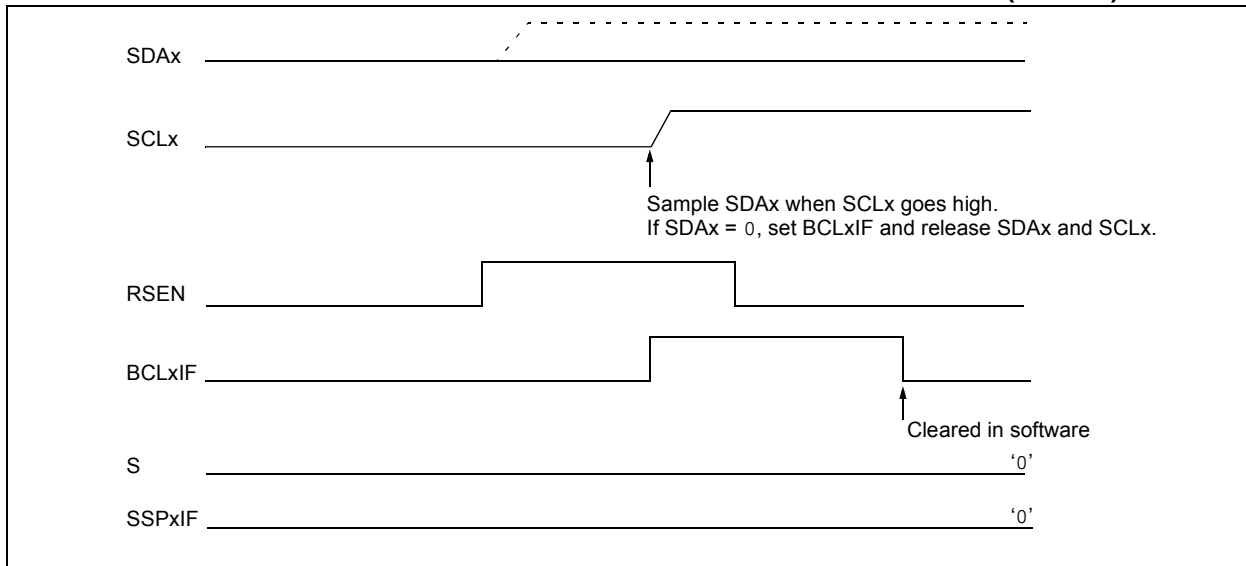 SDAx
SCLx
Sample SDAx when SCLx goes high.
If SDAx = 0, set BCLxIF and release SDAx and SCLx.
RSEN
BCLxIF
Cleared in software
S
‘0’
SSPxIF
‘0’